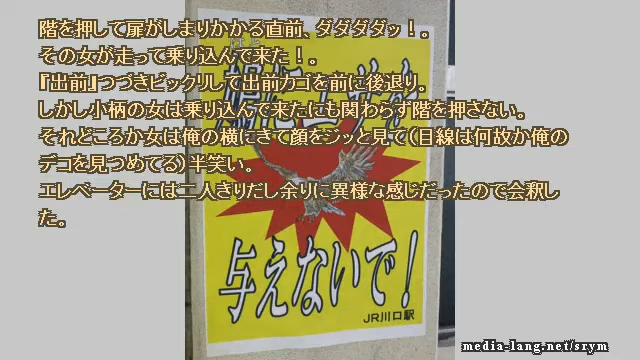 階を押して扉がしまりかかる直前、ダダダダッ！。
その女が走って乗り込んで来た！。
『出前』つづきビックリして出前カゴを前に後退り。
しかし小柄の女は乗り込んで来たにも関わらず階を押さない。
それどころか女は俺の横にきて顔をジッと見て（目線は何故か俺の
デコを見つめてる）半笑い。
エレベーターには二人きりだし余りに異様な感じだったので会釈し
た。
与えないで！
JR川口駅
media-lang.net/srym